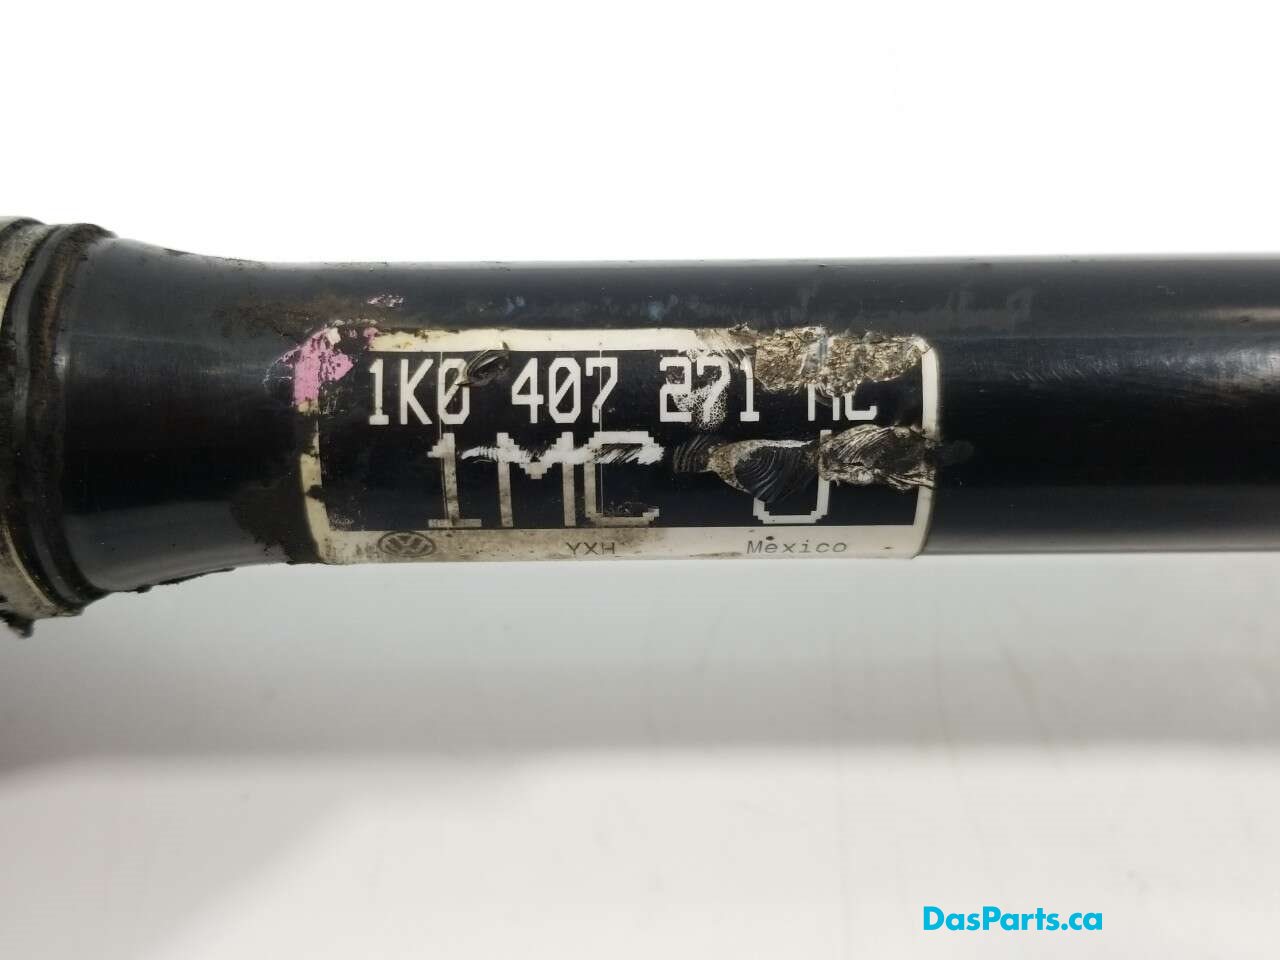 1K0 407 271
1MC J
YXH Mexico
DasParts.ca